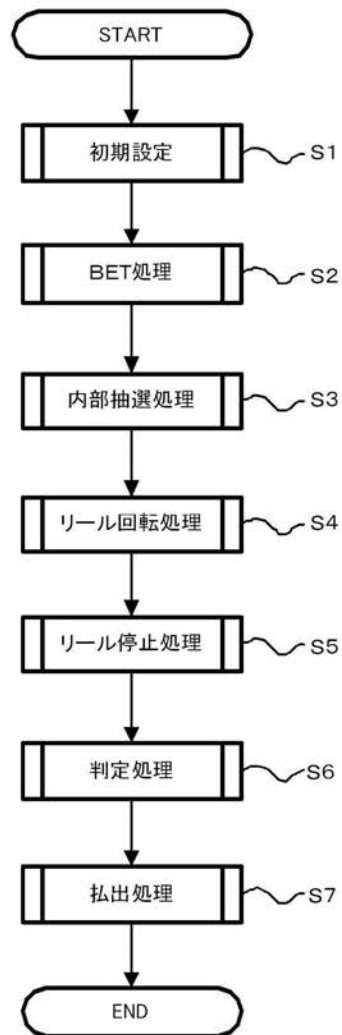 START
初期設定 S1
BET処理 S2
内部抽選処理 S3
リール回転処理 S4
リール停止処理 S5
判定処理 S6
払出処理 S7
END